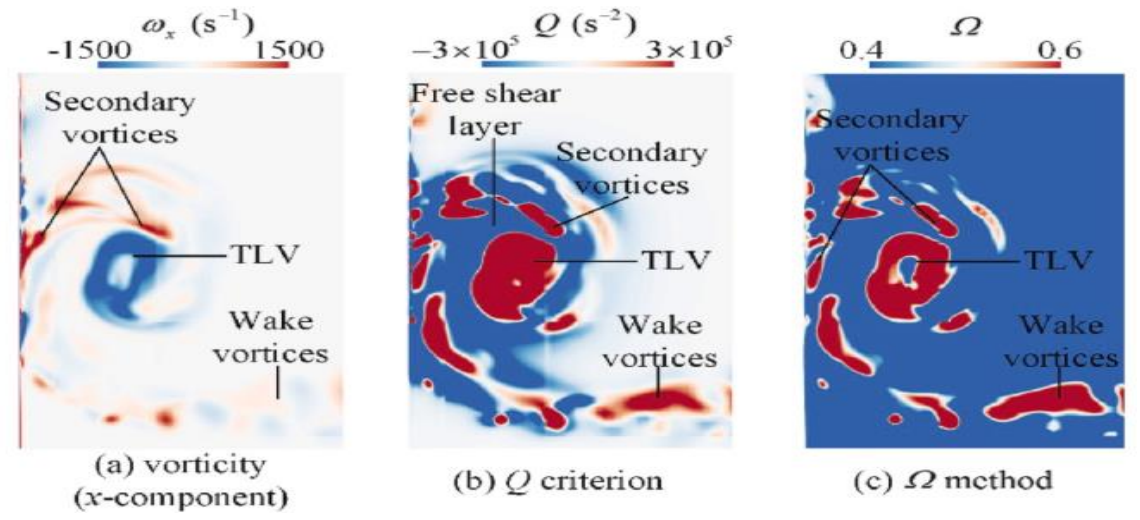 ωₓ (s⁻¹)
-1500 1500
Secondary
vortices
TLV
Wake
vortices
(a) vorticity
(x-component)
Q (s⁻²)
−3×10⁵ 3×10⁵
Free shear
layer
Secondary
vortices
TLV
Wake
vortices
(b) Q criterion
Ω
0.4 0.6
Secondary
vortices
TLV
Wake
vortices
(c) Ω method